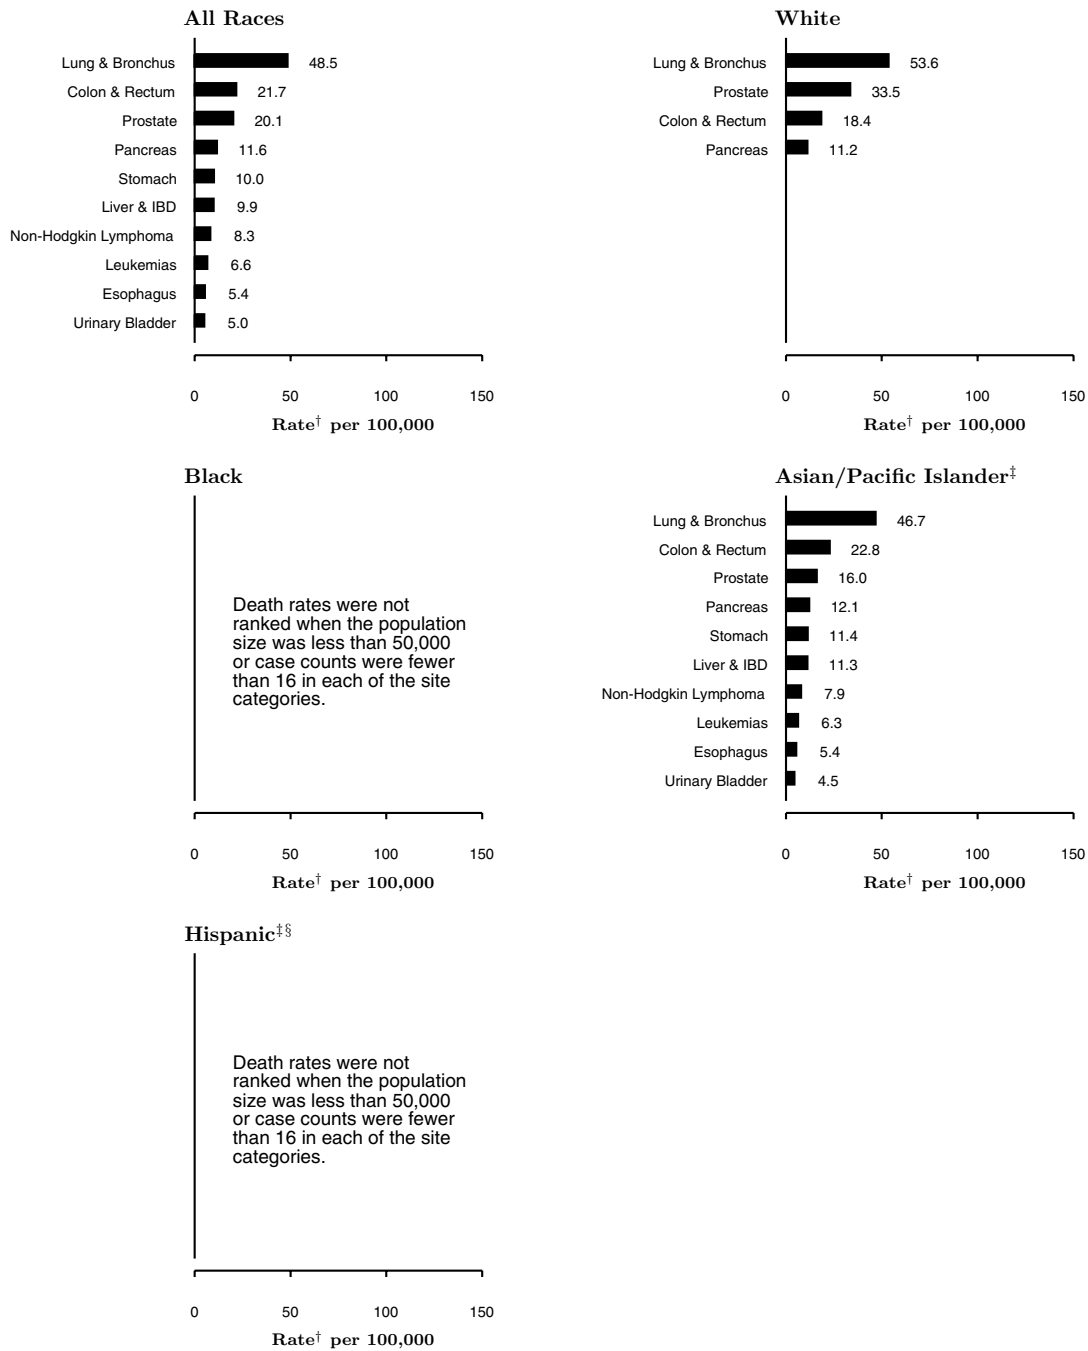 All Races
Lung & Bronchus 48.5
Colon & Rectum 21.7
Prostate 20.1
Pancreas 11.6
Stomach 10.0
Liver & IBD 9.9
Non-Hodgkin Lymphoma 8.3
Leukemias 6.6
Esophagus 5.4
Urinary Bladder 5.0
0 50 100 150
Rate† per 100,000
White
Lung & Bronchus 53.6
Prostate 33.5
Colon & Rectum 18.4
Pancreas 11.2
0 50 100 150
Rate† per 100,000
Black
Death rates were not
ranked when the population
size was less than 50,000
or case counts were fewer
than 16 in each of the site
categories.
0 50 100 150
Rate† per 100,000
Asian/Pacific Islander‡
Lung & Bronchus 46.7
Colon & Rectum 22.8
Prostate 16.0
Pancreas 12.1
Stomach 11.4
Liver & IBD 11.3
Non-Hodgkin Lymphoma 7.9
Leukemias 6.3
Esophagus 5.4
Urinary Bladder 4.5
0 50 100 150
Rate† per 100,000
Hispanic‡§
Death rates were not
ranked when the population
size was less than 50,000
or case counts were fewer
than 16 in each of the site
categories.
0 50 100 150
Rate† per 100,000